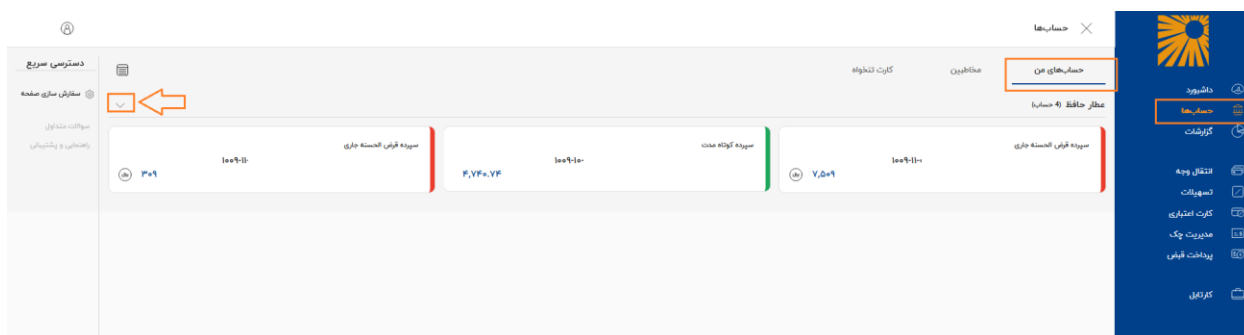 حساب‌ها
حساب‌های من
مخاطبین
کارت تنخواه
عطار حافظ (4 حساب)
سپرده قرض الحسنه جاری
۱۰۰۹-۱۱-۱
۷,۵۰۹
سپرده کوتاه مدت
۱۰۰۹-۱۰-
۴,۷۴۰.۷۴
سپرده قرض الحسنه جاری
۱۰۰۹-۱۱-
۳۰۹
داشبورد
حساب‌ها
گزارشات
انتقال وجه
تسهیلات
کارت اعتباری
مدیریت چک
پرداخت قبض
کارتابل
دسترسی سریع
سفارش سازی صفحه
سوالات متداول
راهنمایی و پشتیبانی